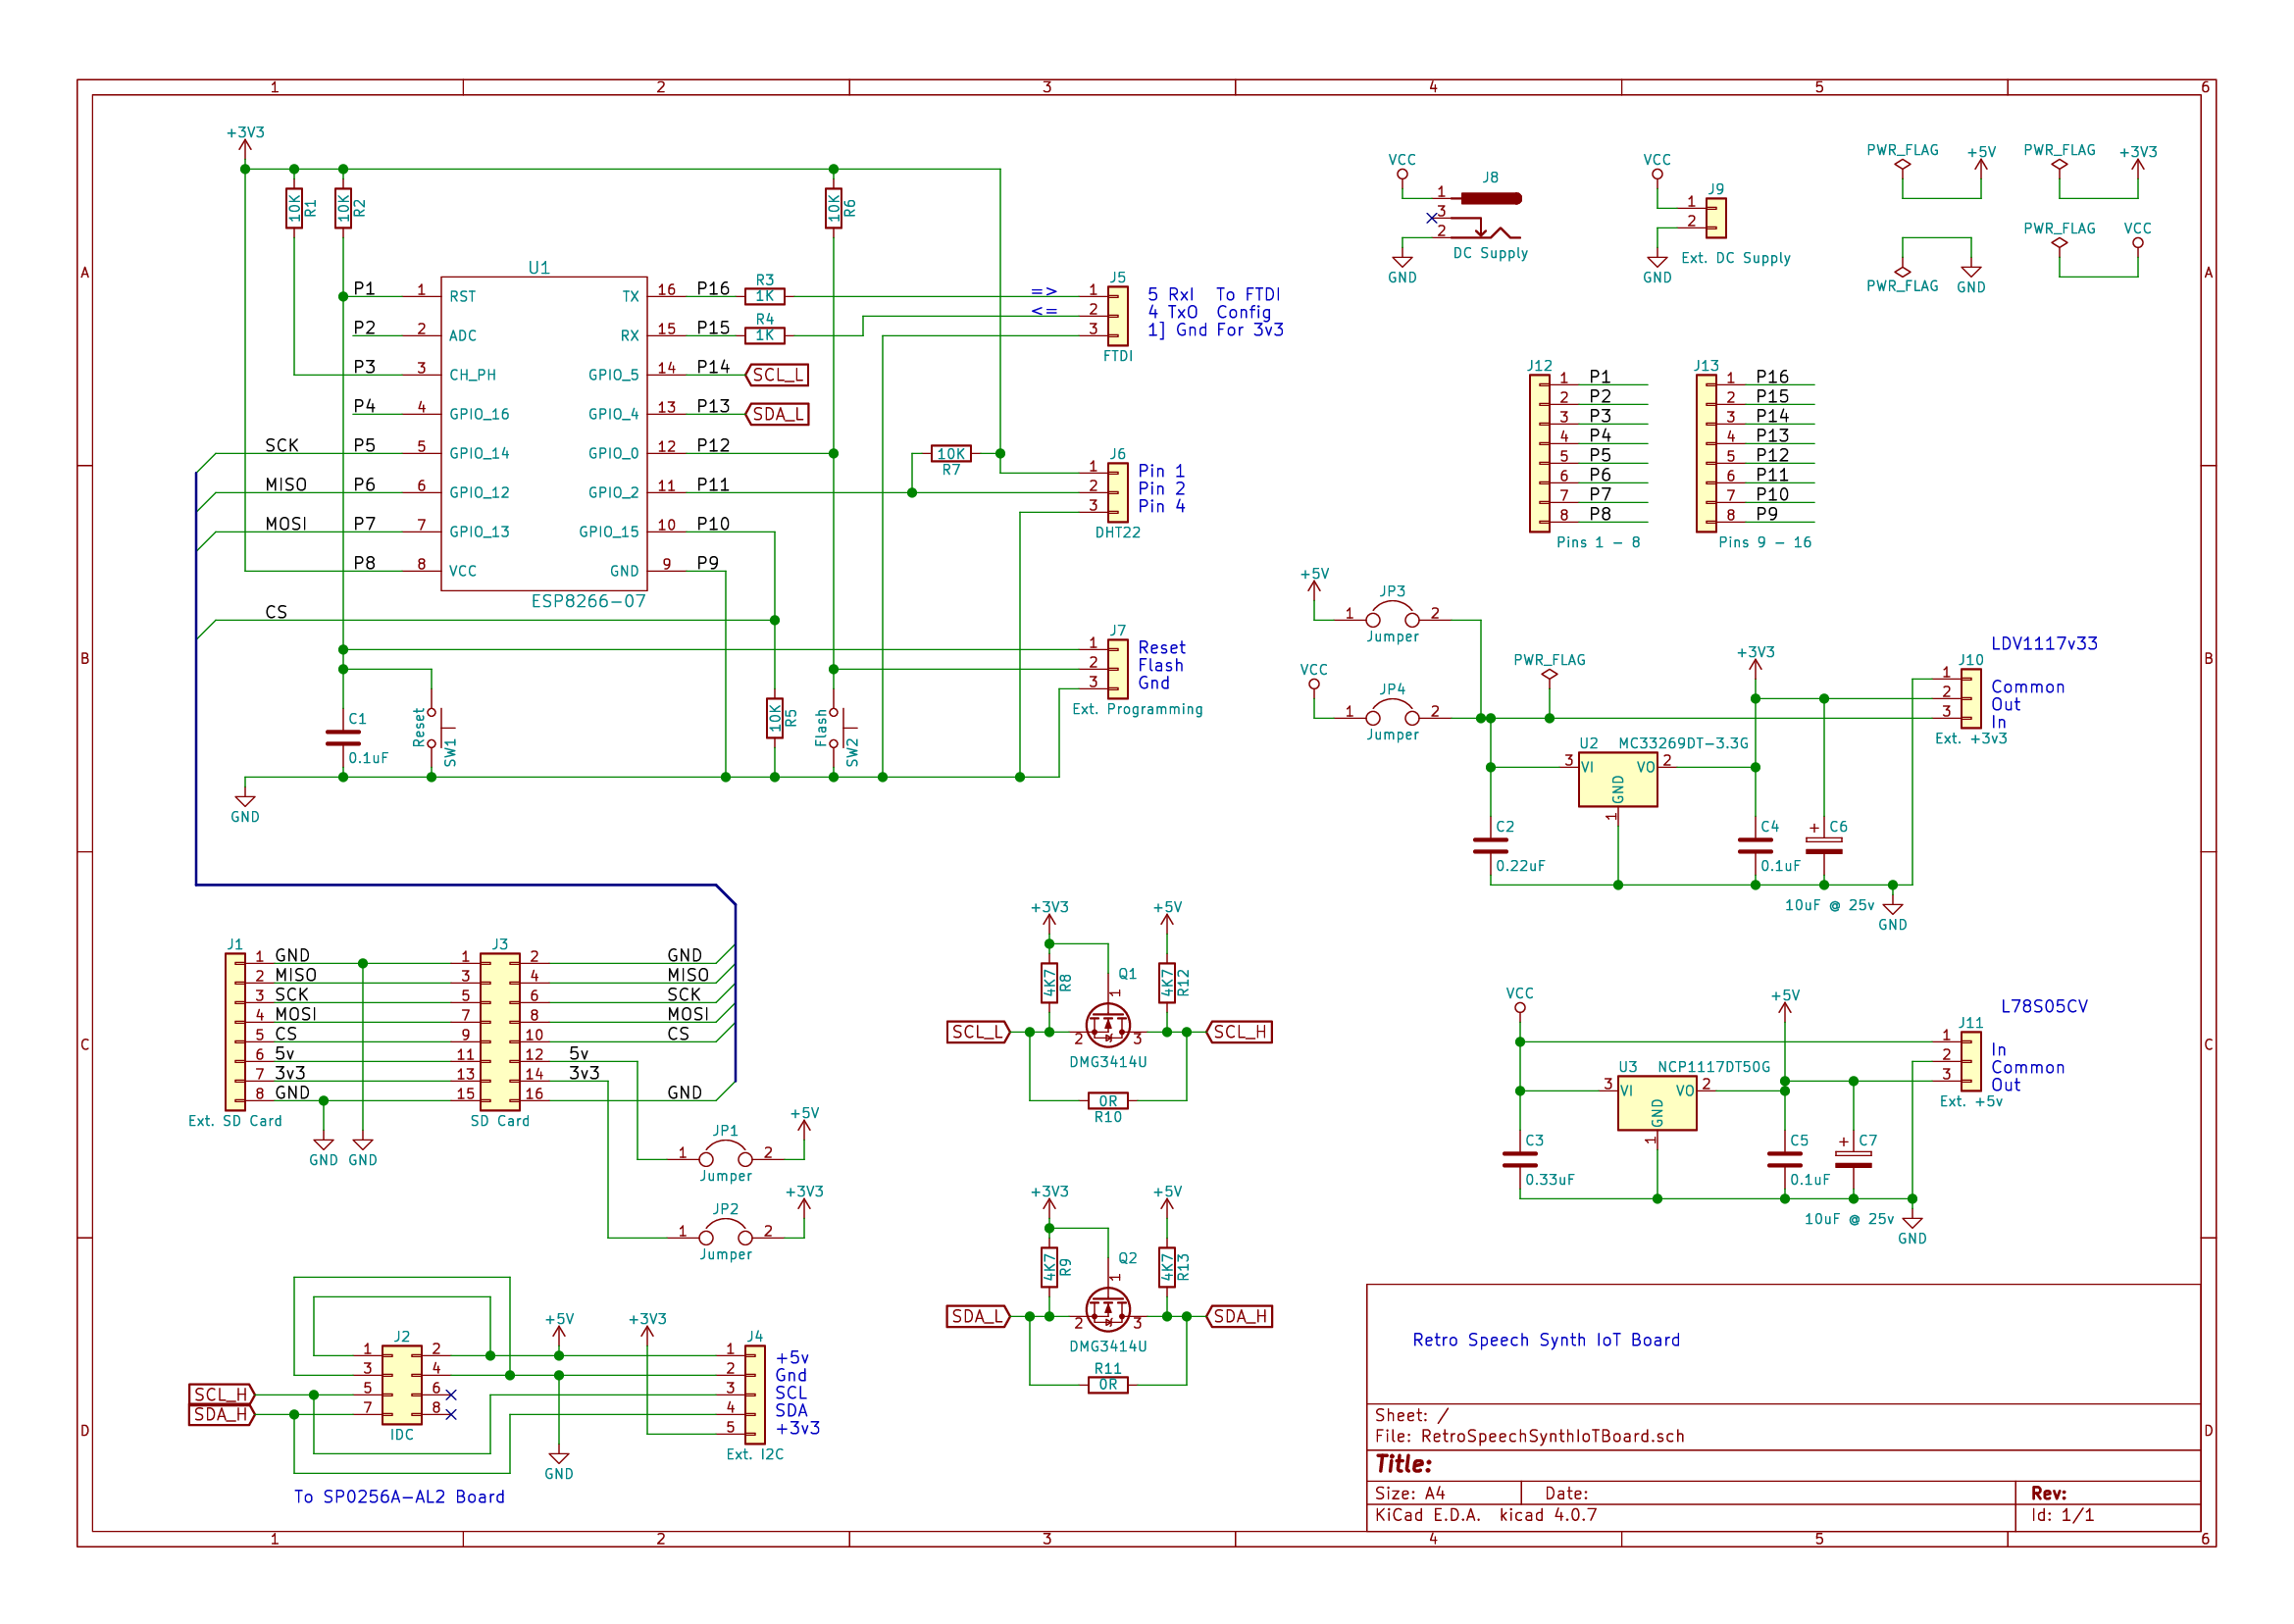 1 2 3 4 5 6
A
B
C
D
A
B
C
D
1 2 3 4 5 6
+3V3
10K R1
10K R2
10K R6
U1
P1 1 RST
P2 2 ADC
P3 3 CH_PH
P4 4 GPIO_16
SCK P5 5 GPIO_14
MISO P6 6 GPIO_12
MOSI P7 7 GPIO_13
P8 8 VCC
CS
TX 16 P16
RX 15 P15
GPIO_5 14 P14
GPIO_4 13 P13
GPIO_0 12 P12
GPIO_2 11 P11
GPIO_15 10 P10
GND 9 P9
ESP8266-07
R3
1K
R4
1K
SCL_L
SDA_L
10K
R7
=>
<=
J5
1
2
3
FTDI
5 RxI To FTDI
4 TxO Config
1] Gnd For 3v3
J6
1 Pin 1
2 Pin 2
3 Pin 4
DHT22
J7
1 Reset
2 Flash
3 Gnd
Ext. Programming
C1
0.1uF
Reset
SW1
10K R5
Flash
SW2
GND
VCC
J8
1
3
2
DC Supply
GND
VCC
J9
1
2
Ext. DC Supply
GND
PWR_FLAG +5V
PWR_FLAG +3V3
PWR_FLAG GND
PWR_FLAG VCC
J12
1 P1
2 P2
3 P3
4 P4
5 P5
6 P6
7 P7
8 P8
Pins 1 - 8
J13
1 P16
2 P15
3 P14
4 P13
5 P12
6 P11
7 P10
8 P9
Pins 9 - 16
+5V
JP3
1 2
Jumper
VCC
JP4
1 2
Jumper
PWR_FLAG
+3V3
LDV1117v33
J10
1 Common
2 Out
3 In
Ext. +3v3
U2 MC33269DT-3.3G
3 VI VO 2
GND
1
C2
0.22uF
C4
0.1uF
+ C6
10uF @ 25v
GND
VCC
+5V
L78S05CV
J11
1 In
2 Common
3 Out
Ext. +5v
U3 NCP1117DT50G
3 VI VO 2
GND
1
C3
0.33uF
C5
0.1uF
+ C7
10uF @ 25v
GND
J1
1 GND
2 MISO
3 SCK
4 MOSI
5 CS
6 5v
7 3v3
8 GND
Ext. SD Card
GND GND
J3
1 2 GND
3 4 MISO
5 6 SCK
7 8 MOSI
9 10 CS
11 12 5v
13 14 3v3
15 16 GND
SD Card
JP1
1 2
Jumper
+5V
JP2
1 2
Jumper
+3V3
+3V3 +5V
4K7 R8
Q1
1
4K7 R12
SCL_L 2 3 SCL_H
DMG3414U
0R
R10
+3V3 +5V
4K7 R9
Q2
1
4K7 R13
SDA_L 2 3 SDA_H
DMG3414U
R11
0R
J2
1 2
3 4
5 6
7 8
IDC
SCL_H
SDA_H
+5V
+3V3
GND
J4
1 +5v
2 Gnd
3 SCL
4 SDA
5 +3v3
Ext. I2C
To SP0256A-AL2 Board
Retro Speech Synth IoT Board
Sheet: /
File: RetroSpeechSynthIoTBoard.sch
Title:
Size: A4 Date: Rev:
KiCad E.D.A. kicad 4.0.7 Id: 1/1